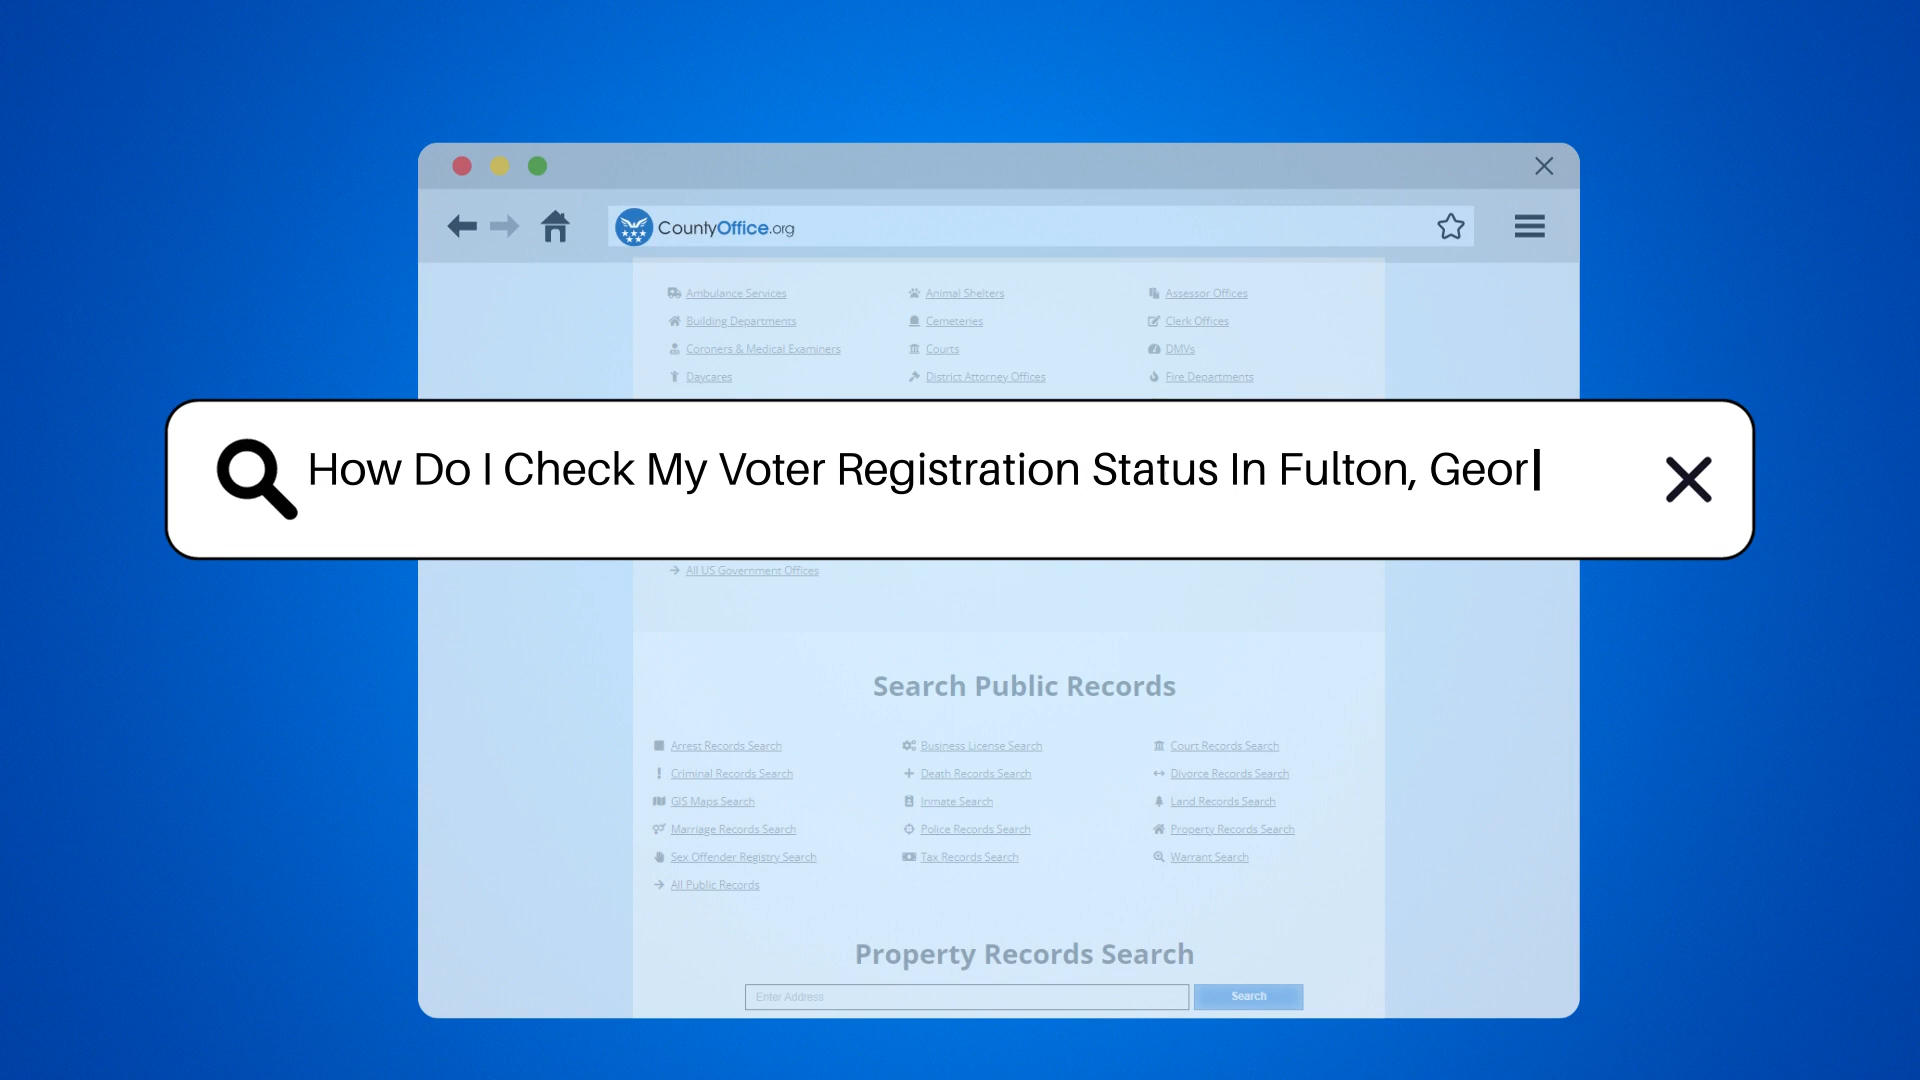 CountyOffice.org
Ambulance Services Animal Shelters Assessor Offices
Building Departments Cemeteries Clerk Offices
Coroners & Medical Examiners Courts DMVs
Daycares District Attorney Offices Fire Departments
How Do I Check My Voter Registration Status In Fulton, Geor
All US Government Offices
Search Public Records
Arrest Records Search Business License Search Court Records Search
Criminal Records Search Death Records Search Divorce Records Search
GIS Maps Search Inmate Search Land Records Search
Marriage Records Search Police Records Search Property Records Search
Sex Offender Registry Search Tax Records Search Warrant Search
All Public Records
Property Records Search
Enter Address Search